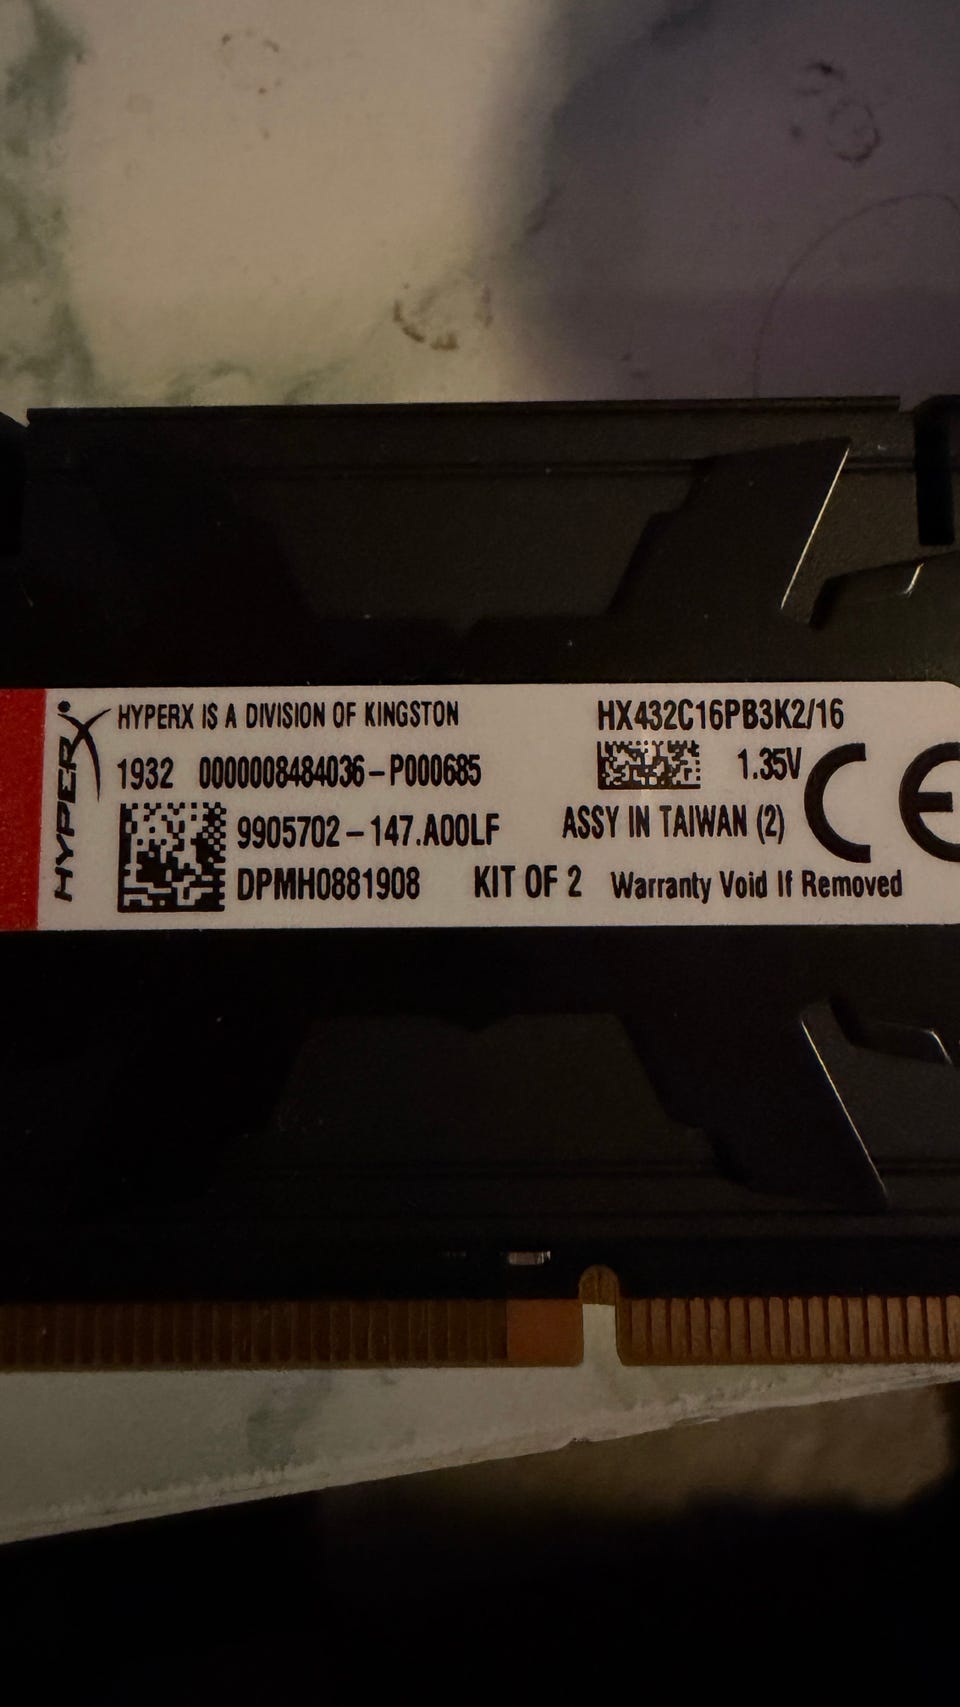 HYPERX
HYPERX IS A DIVISION OF KINGSTON
HX432C16PB3K2/16
1932 0000008484036-P000685
1.35V
CE
9905702-147.A00LF
ASSY IN TAIWAN (2)
DPMH0881908
KIT OF 2
Warranty Void If Removed